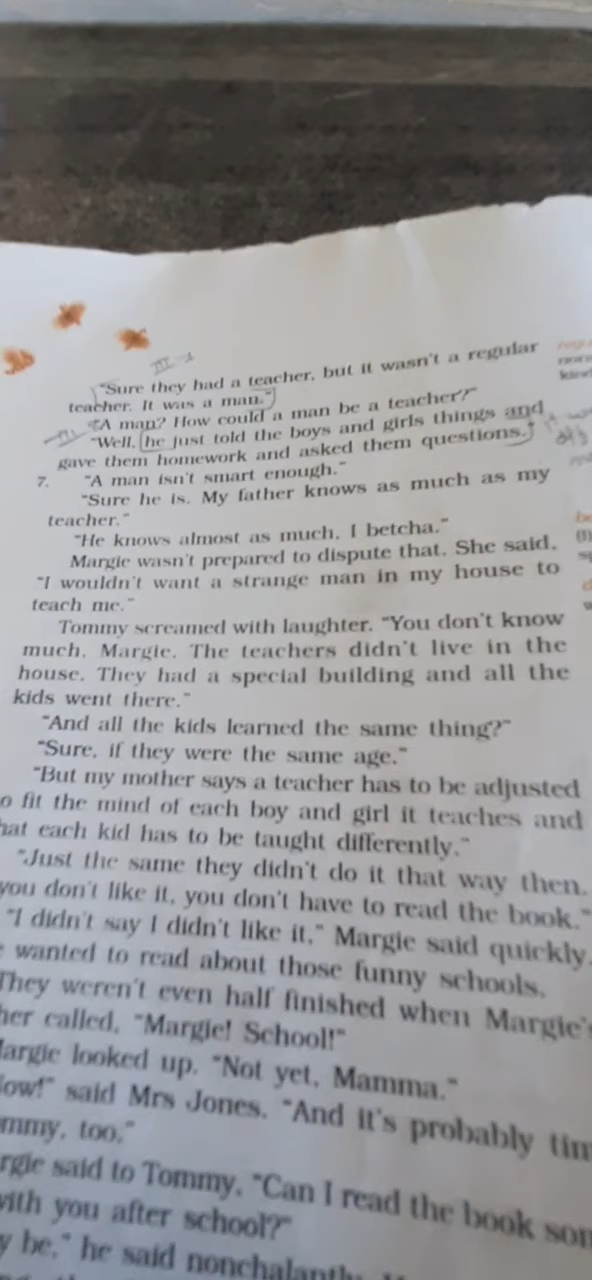 "Sure they had a teacher, but it wasn't a regular
teacher. It was a man."
"A man? How could a man be a teacher?"
"Well, he just told the boys and girls things and
gave them homework and asked them questions."
7. "A man isn't smart enough."
"Sure he is. My father knows as much as my
teacher."
"He knows almost as much, I betcha."
Margie wasn't prepared to dispute that. She said,
"I wouldn't want a strange man in my house to
teach me."
Tommy screamed with laughter. "You don't know
much, Margie. The teachers didn't live in the
house. They had a special building and all the
kids went there."
"And all the kids learned the same thing?"
"Sure, if they were the same age."
"But my mother says a teacher has to be adjusted
o fit the mind of each boy and girl it teaches and
hat each kid has to be taught differently."
"Just the same they didn't do it that way then.
you don't like it, you don't have to read the book."
"I didn't say I didn't like it," Margie said quickly.
wanted to read about those funny schools.
They weren't even half finished when Margie's
her called, "Margie! School!"
argie looked up. "Not yet, Mamma."
ow!" said Mrs Jones. "And it's probably tim
mmy, too."
rgie said to Tommy, "Can I read the book som
with you after school?"
y be," he said nonchalantly.